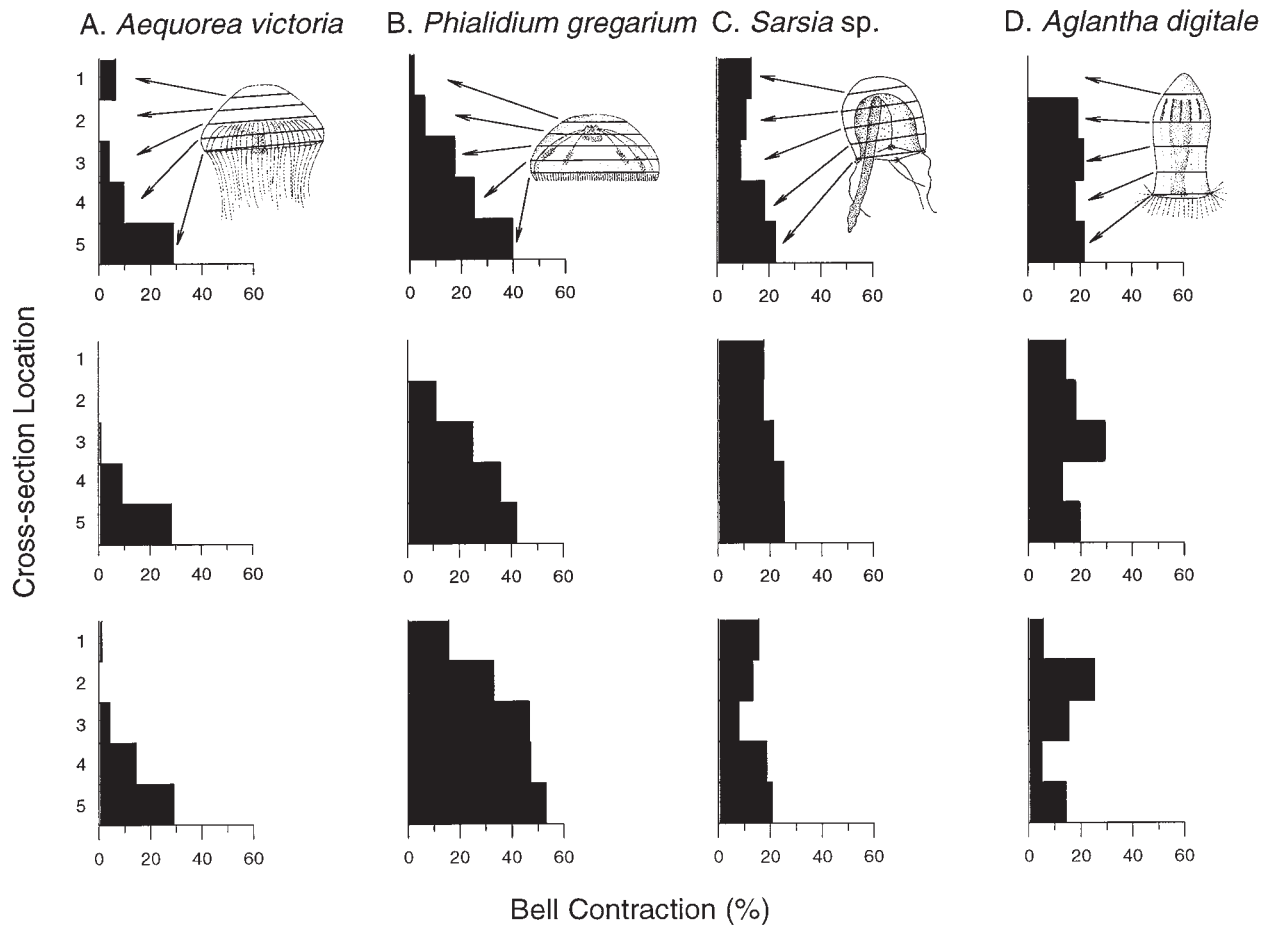 A. Aequorea victoria
B. Phialidium gregarium
C. Sarsia sp.
D. Aglantha digitale
Cross-section Location
1
2
3
4
5
0 20 40 60
0 20 40 60
0 20 40 60
0 20 40 60
1
2
3
4
5
0 20 40 60
0 20 40 60
0 20 40 60
0 20 40 60
1
2
3
4
5
0 20 40 60
0 20 40 60
0 20 40 60
0 20 40 60
Bell Contraction (%)